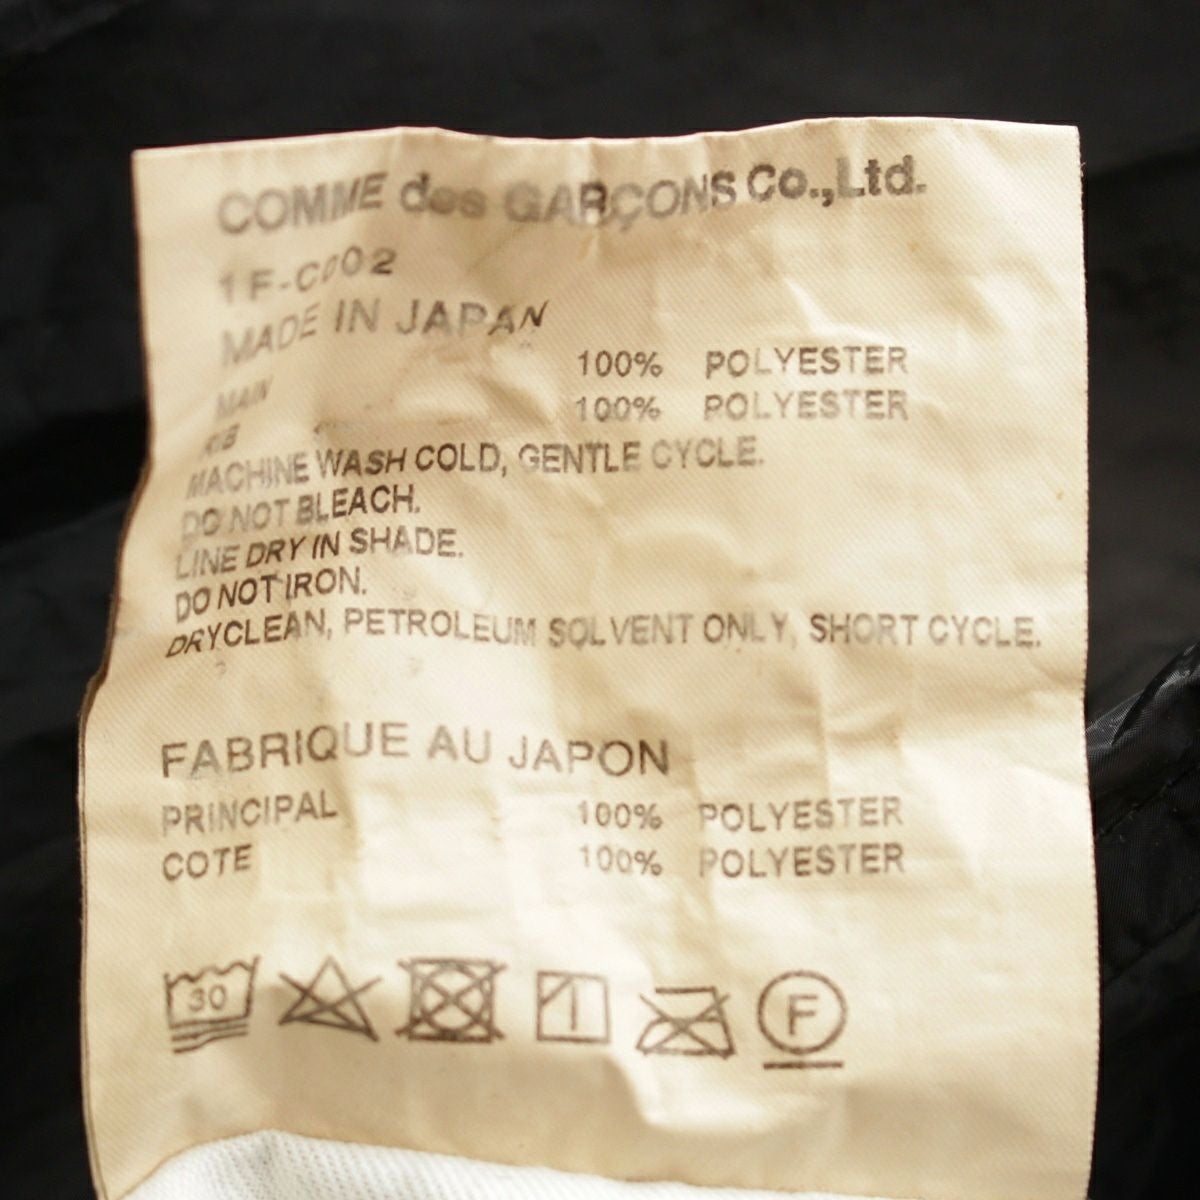 COMME des GARÇONS Co.,Ltd.
1F-C002
MADE IN JAPAN
MAIN 100% POLYESTER
RIB 100% POLYESTER
MACHINE WASH COLD, GENTLE CYCLE.
DO NOT BLEACH.
LINE DRY IN SHADE.
DO NOT IRON.
DRYCLEAN, PETROLEUM SOLVENT ONLY, SHORT CYCLE.
FABRIQUE AU JAPON
PRINCIPAL 100% POLYESTER
COTE 100% POLYESTER
30 F